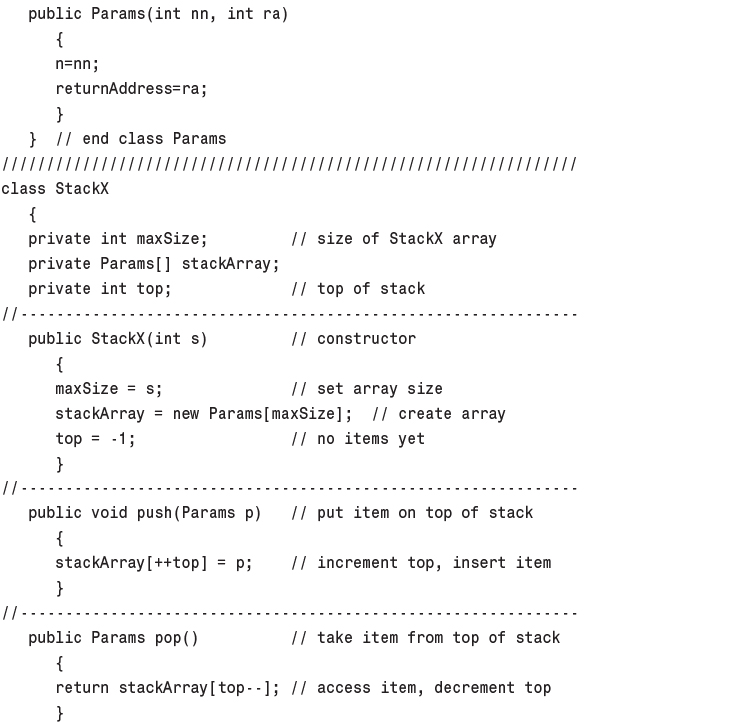 public Params(int nn, int ra)
      {
      n=nn;
      returnAddress=ra;
      }
   }  // end class Params
////////////////////////////////////////////////////////////////
class StackX
   {
   private int maxSize;         // size of StackX array
   private Params[] stackArray;
   private int top;             // top of stack
//--------------------------------------------------------------
   public StackX(int s)         // constructor
      {
      maxSize = s;              // set array size
      stackArray = new Params[maxSize];  // create array
      top = -1;                 // no items yet
      }
//--------------------------------------------------------------
   public void push(Params p)   // put item on top of stack
      {
      stackArray[++top] = p;    // increment top, insert item
      }
//--------------------------------------------------------------
   public Params pop()          // take item from top of stack
      {
      return stackArray[top--]; // access item, decrement top
      }